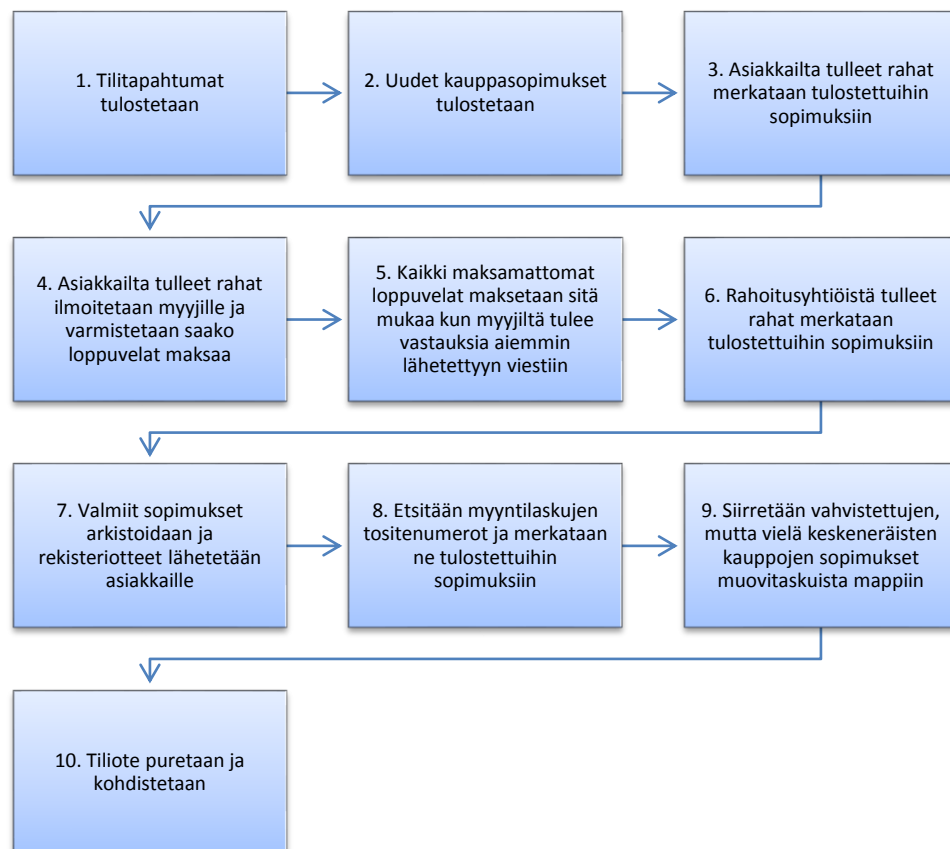 1. Tilitapahtumat
tulostetaan
2. Uudet kauppasopimukset
tulostetaan
3. Asiakkailta tulleet rahat
merkataan tulostettuihin
sopimuksiin
4. Asiakkailta tulleet rahat
ilmoitetaan myyjille ja
varmistetaan saako
loppuvelat maksaa
5. Kaikki maksamattomat
loppuvelat maksetaan sitä
mukaa kun myyjiltä tulee
vastauksia aiemmin
lähetettyyn viestiin
6. Rahoitusyhtiöistä tulleet
rahat merkataan
tulostettuihin sopimuksiin
7. Valmiit sopimukset
arkistoidaan ja
rekisteriotteet lähetetään
asiakkaille
8. Etsitään myyntilaskujen
tositenumerot ja merkataan
ne tulostettuihin
sopimuksiin
9. Siirretään vahvistettujen,
mutta vielä keskeneräisten
kauppojen sopimukset
muovitaskuista mappiin
10. Tiliote puretaan ja
kohdistetaan